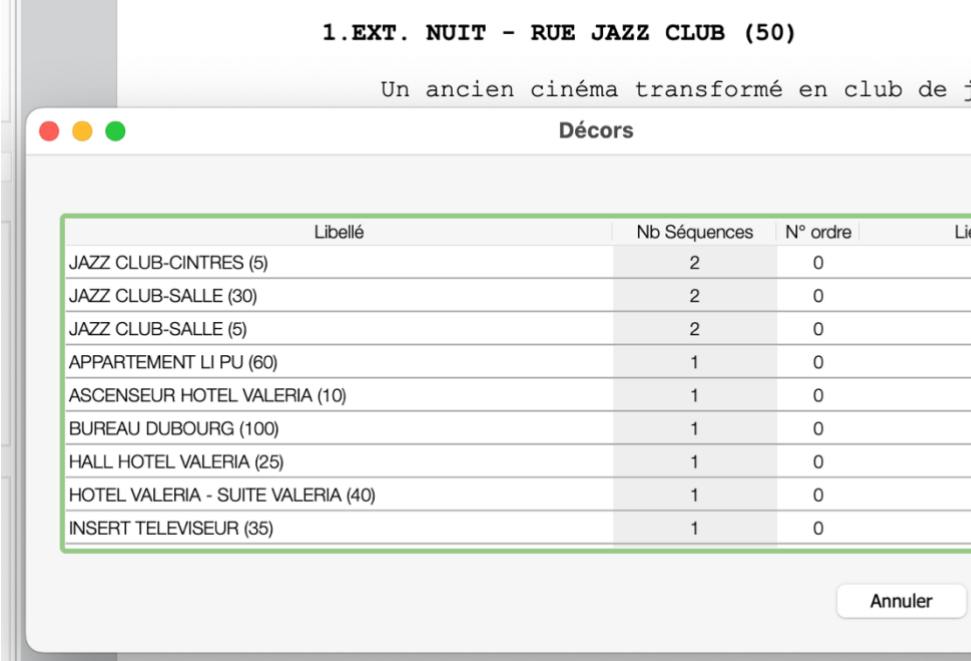 1.EXT. NUIT - RUE JAZZ CLUB (50)
Un ancien cinéma transformé en club de
Décors
Libellé Nb Séquences N° ordre
JAZZ CLUB-CINTRES (5) 2 0
JAZZ CLUB-SALLE (30) 2 0
JAZZ CLUB-SALLE (5) 2 0
APPARTEMENT LI PU (60) 1 0
ASCENSEUR HOTEL VALERIA (10) 1 0
BUREAU DUBOURG (100) 1 0
HALL HOTEL VALERIA (25) 1 0
HOTEL VALERIA - SUITE VALERIA (40) 1 0
INSERT TELEVISEUR (35) 1 0
Annuler